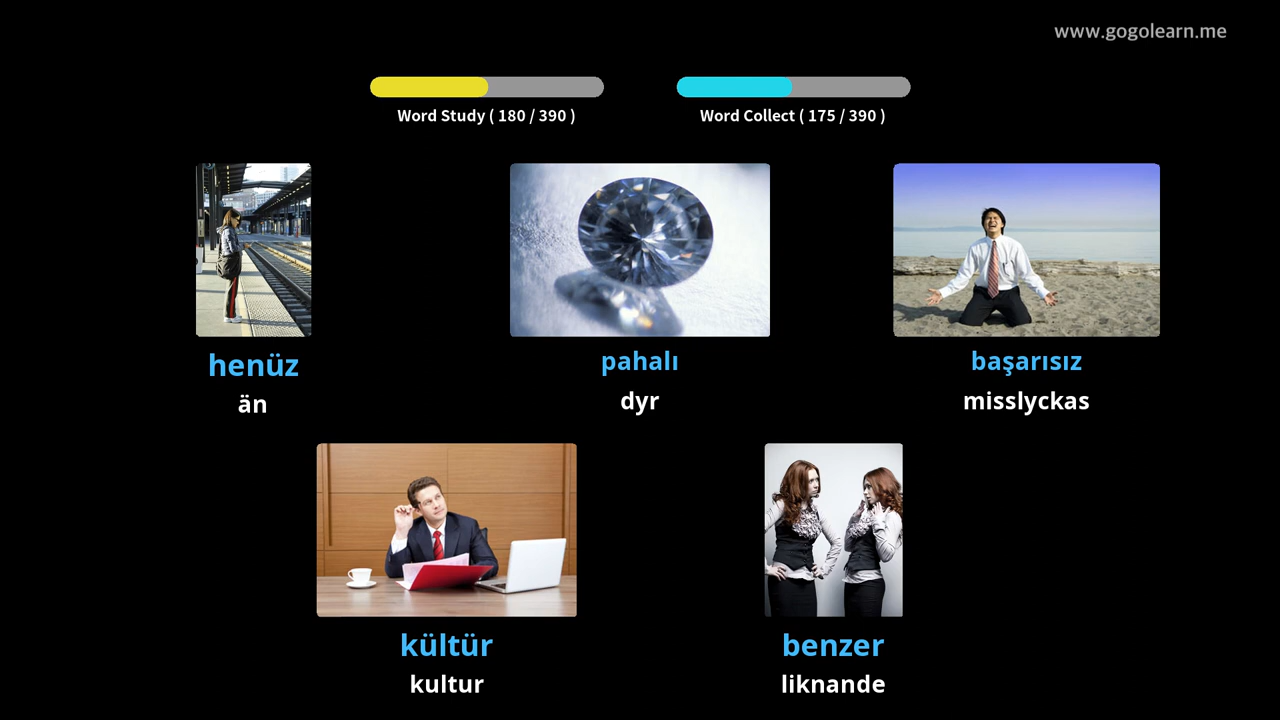 www.gogolearn.me
Word Study ( 180 / 390 )
Word Collect ( 175 / 390 )
henüz
än
pahalı
dyr
başarısız
misslyckas
kültür
kultur
benzer
liknande